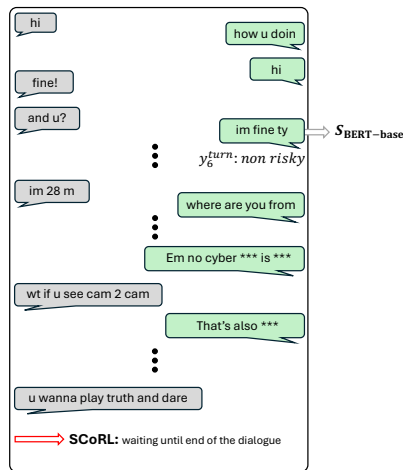 hi
how u doin
hi
fine!
and u?
im fine ty
S_BERT−base
y_6^turn: non risky
im 28 m
where are you from
Em no cyber *** is ***
wt if u see cam 2 cam
That's also ***
u wanna play truth and dare
SCoRL: waiting until end of the dialogue